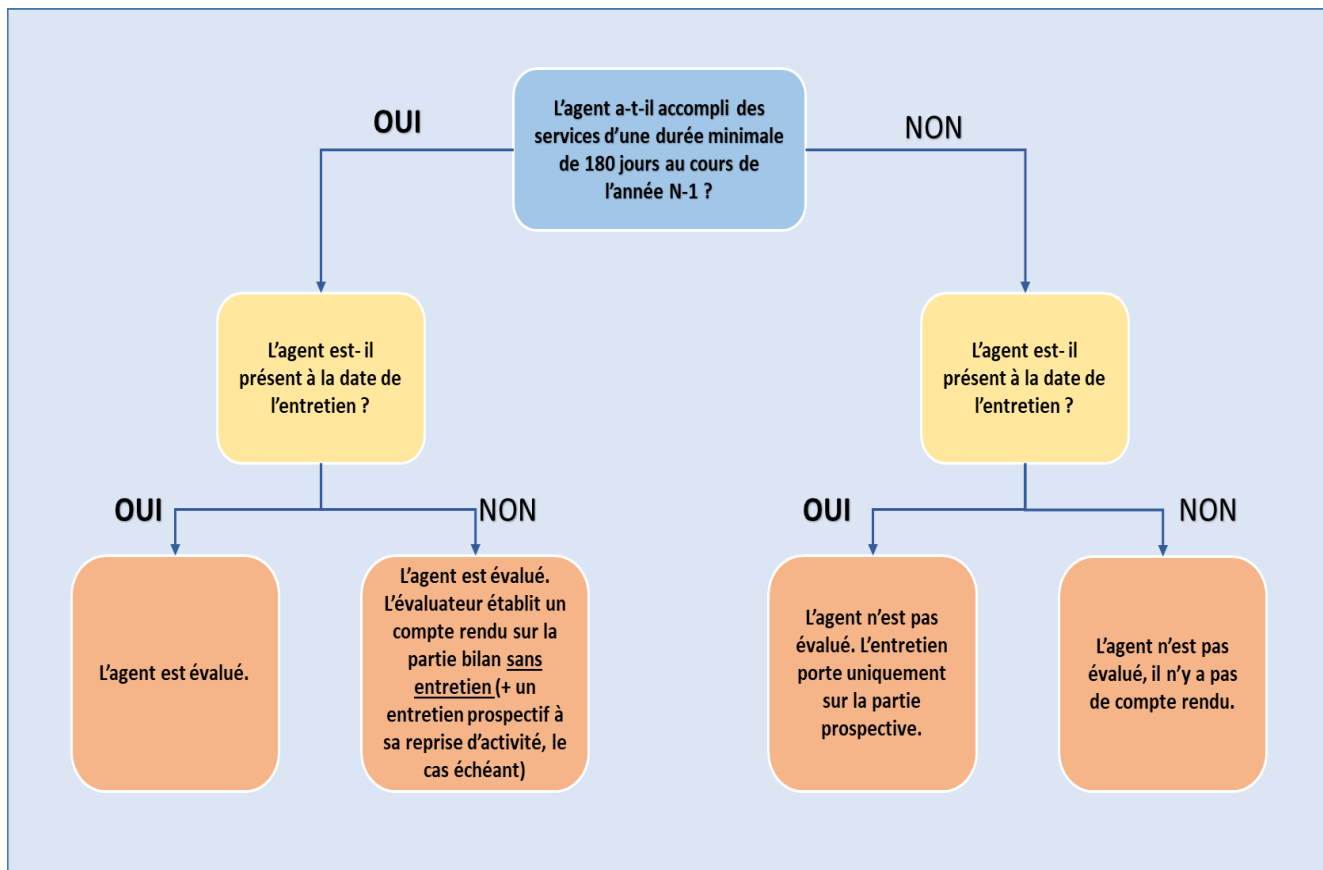 L'agent a-t-il accompli des
services d'une durée minimale
de 180 jours au cours de
l'année N-1 ?
OUI
NON
L'agent est- il
présent à la date de
l'entretien ?
L'agent est- il
présent à la date de
l'entretien ?
OUI
NON
OUI
NON
L'agent est évalué.
L'agent est évalué.
L'évaluateur établit un
compte rendu sur la
partie bilan sans
entretien (+ un
entretien prospectif à
sa reprise d'activité, le
cas échéant)
L'agent n'est pas
évalué. L'entretien
porte uniquement
sur la partie
prospective.
L'agent n'est pas
évalué, il n'y a pas
de compte rendu.